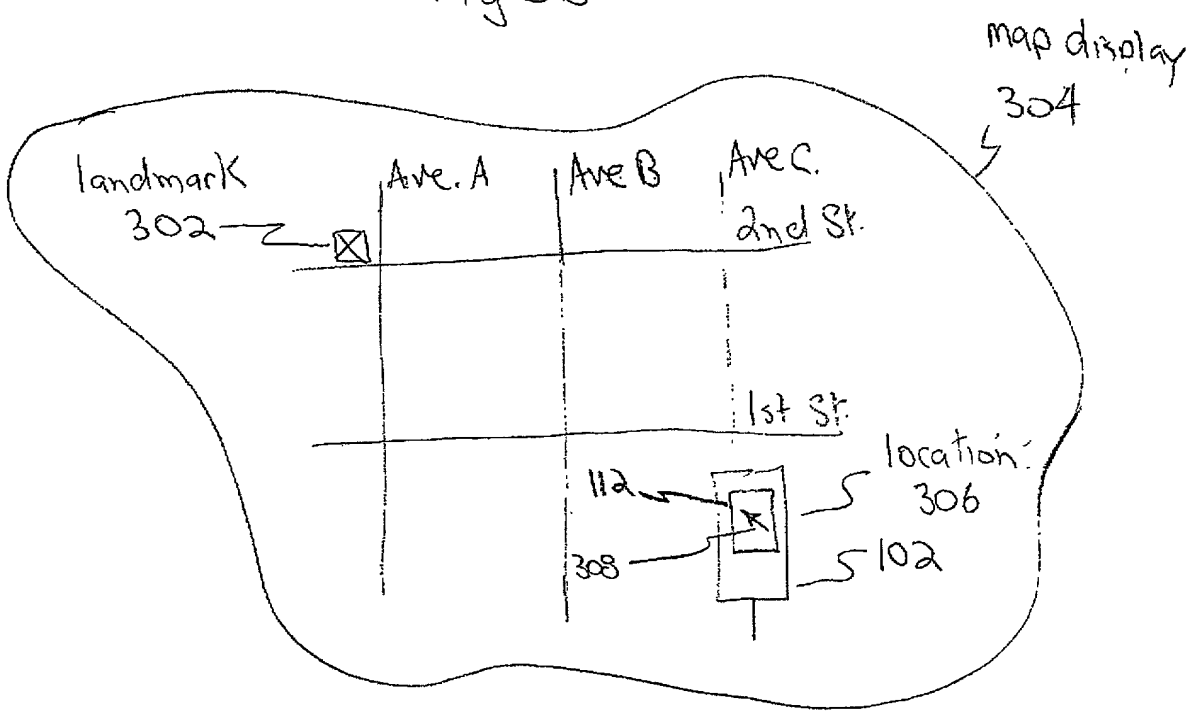 map display
304
landmark
302
Ave. A
Ave B
Ave C.
2nd St.
1st St.
location:
306
112
308
102